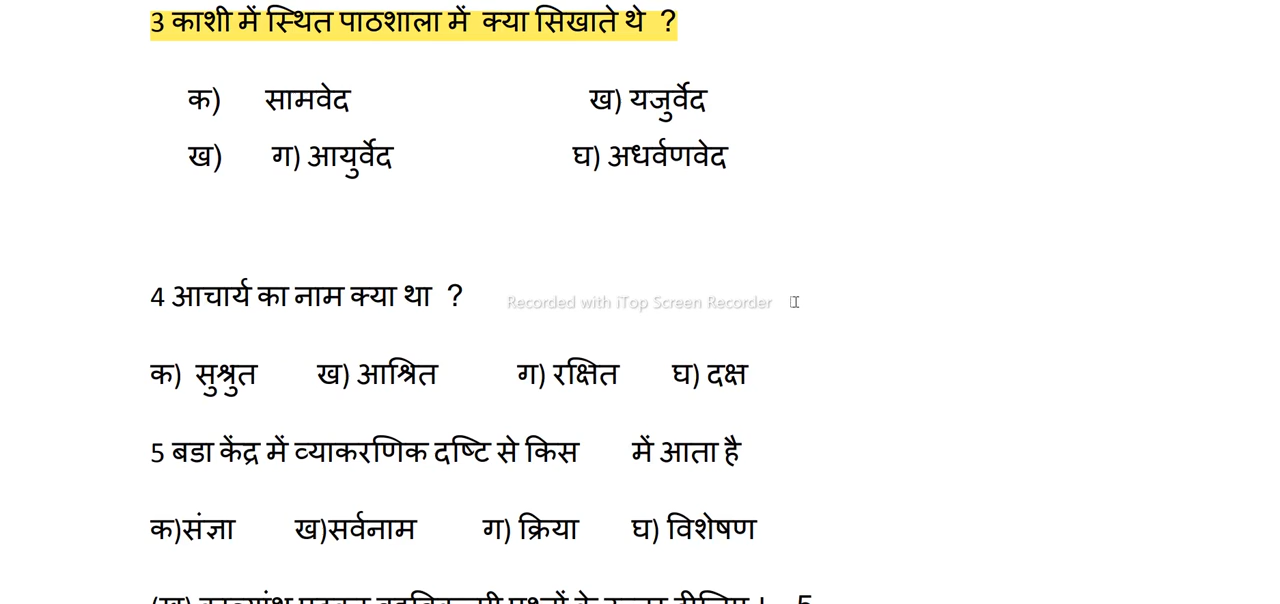 3 काशी में स्थित पाठशाला में क्या सिखाते थे ?
क) सामवेद ख) यजुर्वेद
ख) ग) आयुर्वेद घ) अधर्वणवेद
4 आचार्य का नाम क्या था ?
Recorded with iTop Screen Recorder
क) सुश्रुत ख) आश्रित ग) रक्षित घ) दक्ष
5 बडा केंद्र में व्याकरणिक दष्टि से किस में आता है
क)संज्ञा ख)सर्वनाम ग) क्रिया घ) विशेषण